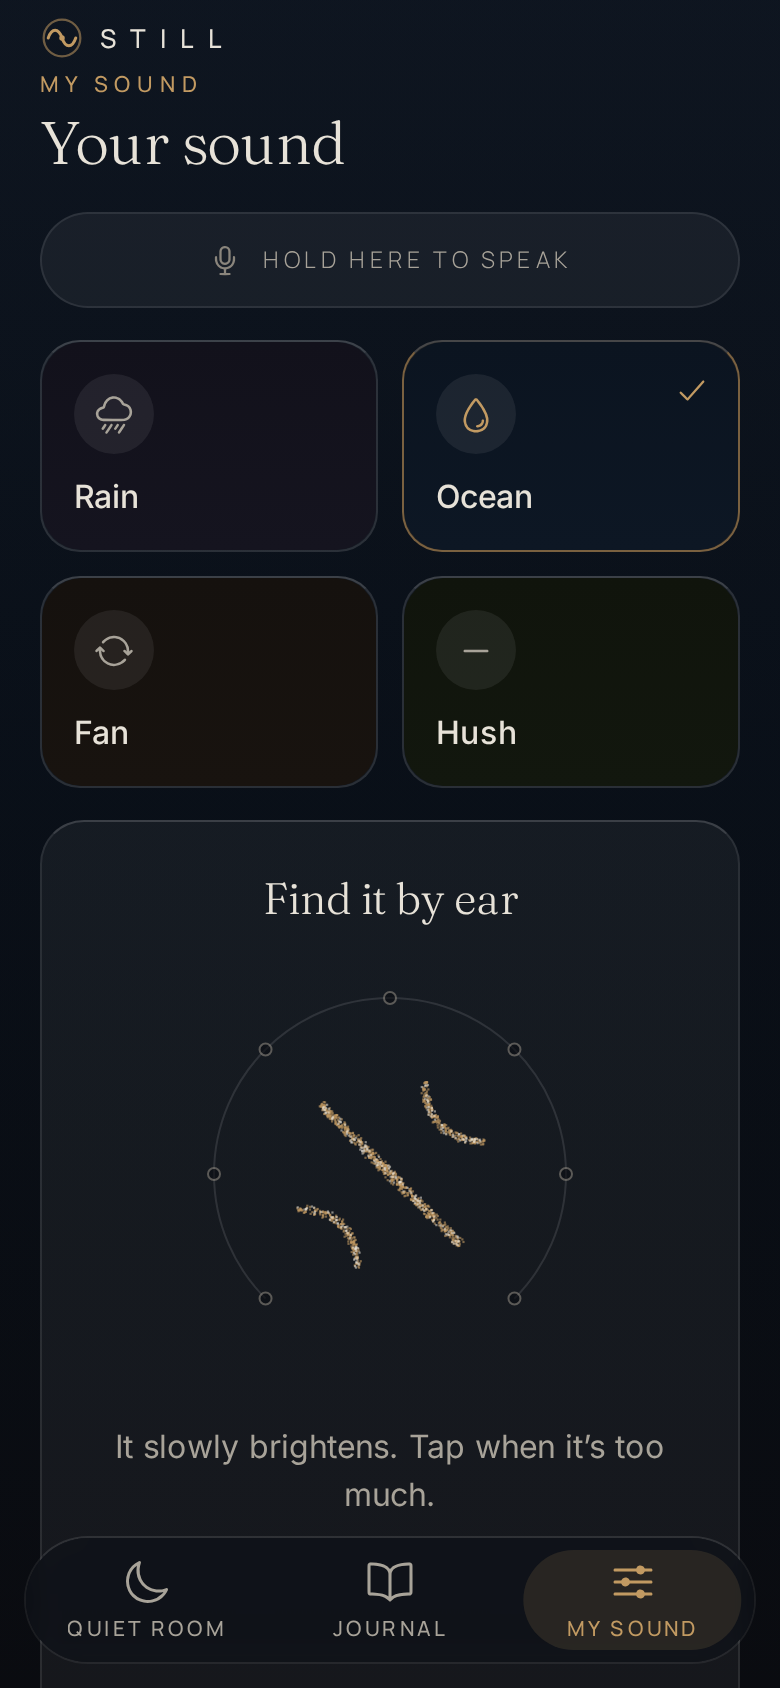 STILL
MY SOUND
Your sound
HOLD HERE TO SPEAK
Rain
Ocean
Fan
Hush
Find it by ear
It slowly brightens. Tap when it’s too
much.
QUIET ROOM
JOURNAL
MY SOUND